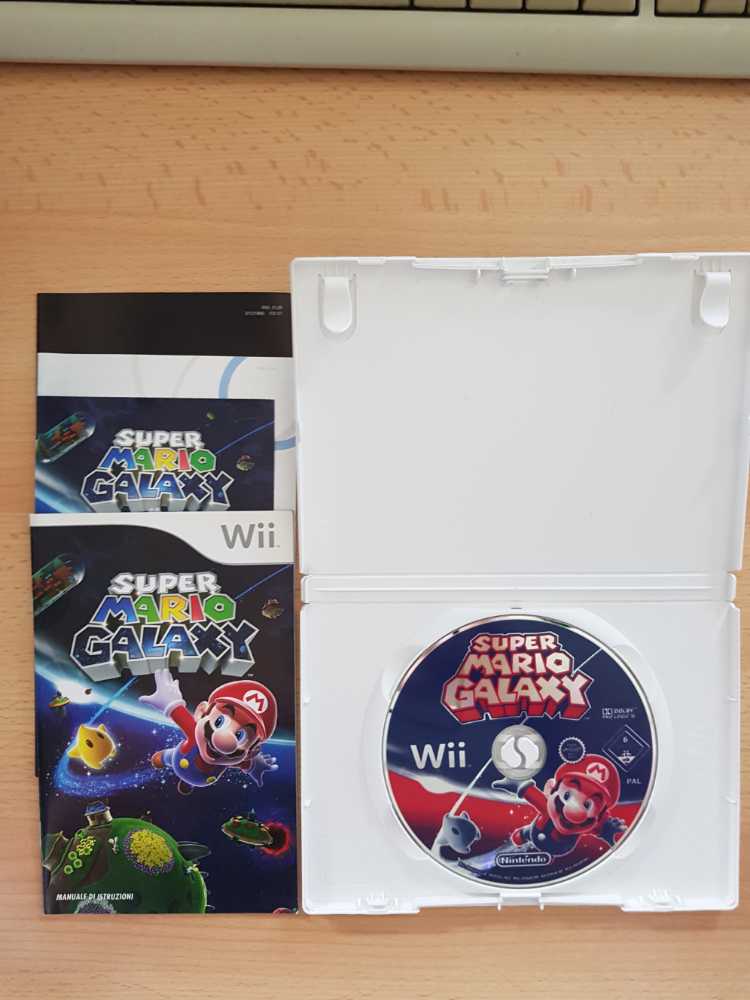 SUPER
MARIO
GALAXY
Wii
SUPER
MARIO
GALAXY
MANUALE DI ISTRUZIONI
SUPER
MARIO
GALAXY
DOLBY
PRO LOGIC II
Wii
6
PAL
Nintendo